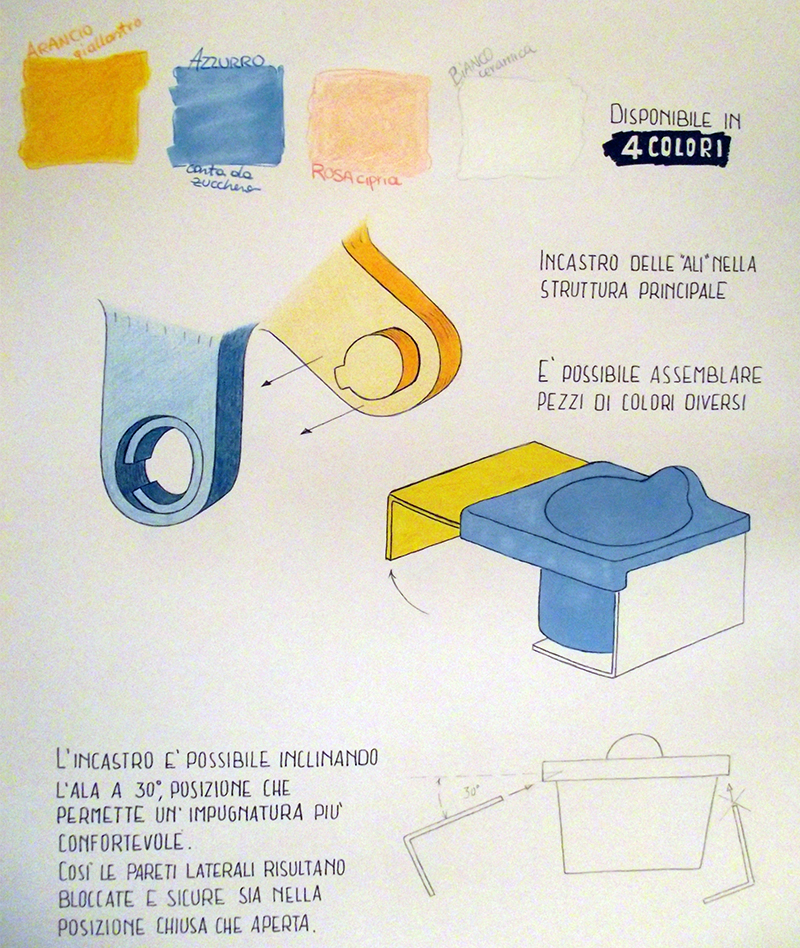 ARANCIO
giallastro
AZZURRO
carta da
zucchero
ROSA cipria
BIANCO
ceramica
DISPONIBILE IN
4 COLORI
INCASTRO DELLE "ALI" NELLA
STRUTTURA PRINCIPALE
E' POSSIBILE ASSEMBLARE
PEZZI DI COLORI DIVERSI
L'INCASTRO E' POSSIBILE INCLINANDO
L'ALA A 30°, POSIZIONE CHE
PERMETTE UN' IMPUGNATURA PIU'
CONFORTEVOLE.
COSI' LE PARETI LATERALI RISULTANO
BLOCCATE E SICURE SIA NELLA
POSIZIONE CHIUSA CHE APERTA.
30°